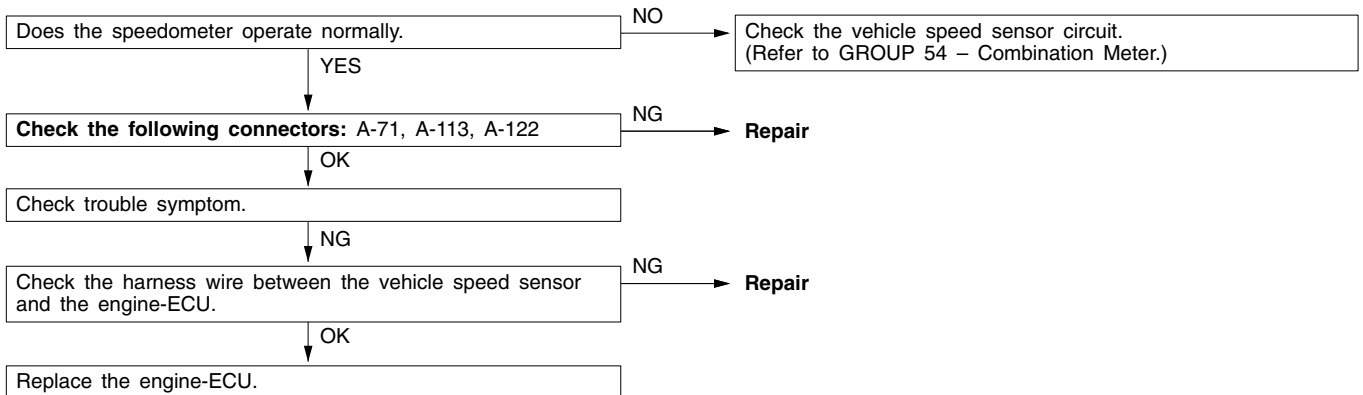 Does the speedometer operate normally.
NO
Check the vehicle speed sensor circuit.
(Refer to GROUP 54 – Combination Meter.)
YES
Check the following connectors: A-71, A-113, A-122
NG
Repair
OK
Check trouble symptom.
NG
Check the harness wire between the vehicle speed sensor
and the engine-ECU.
NG
Repair
OK
Replace the engine-ECU.